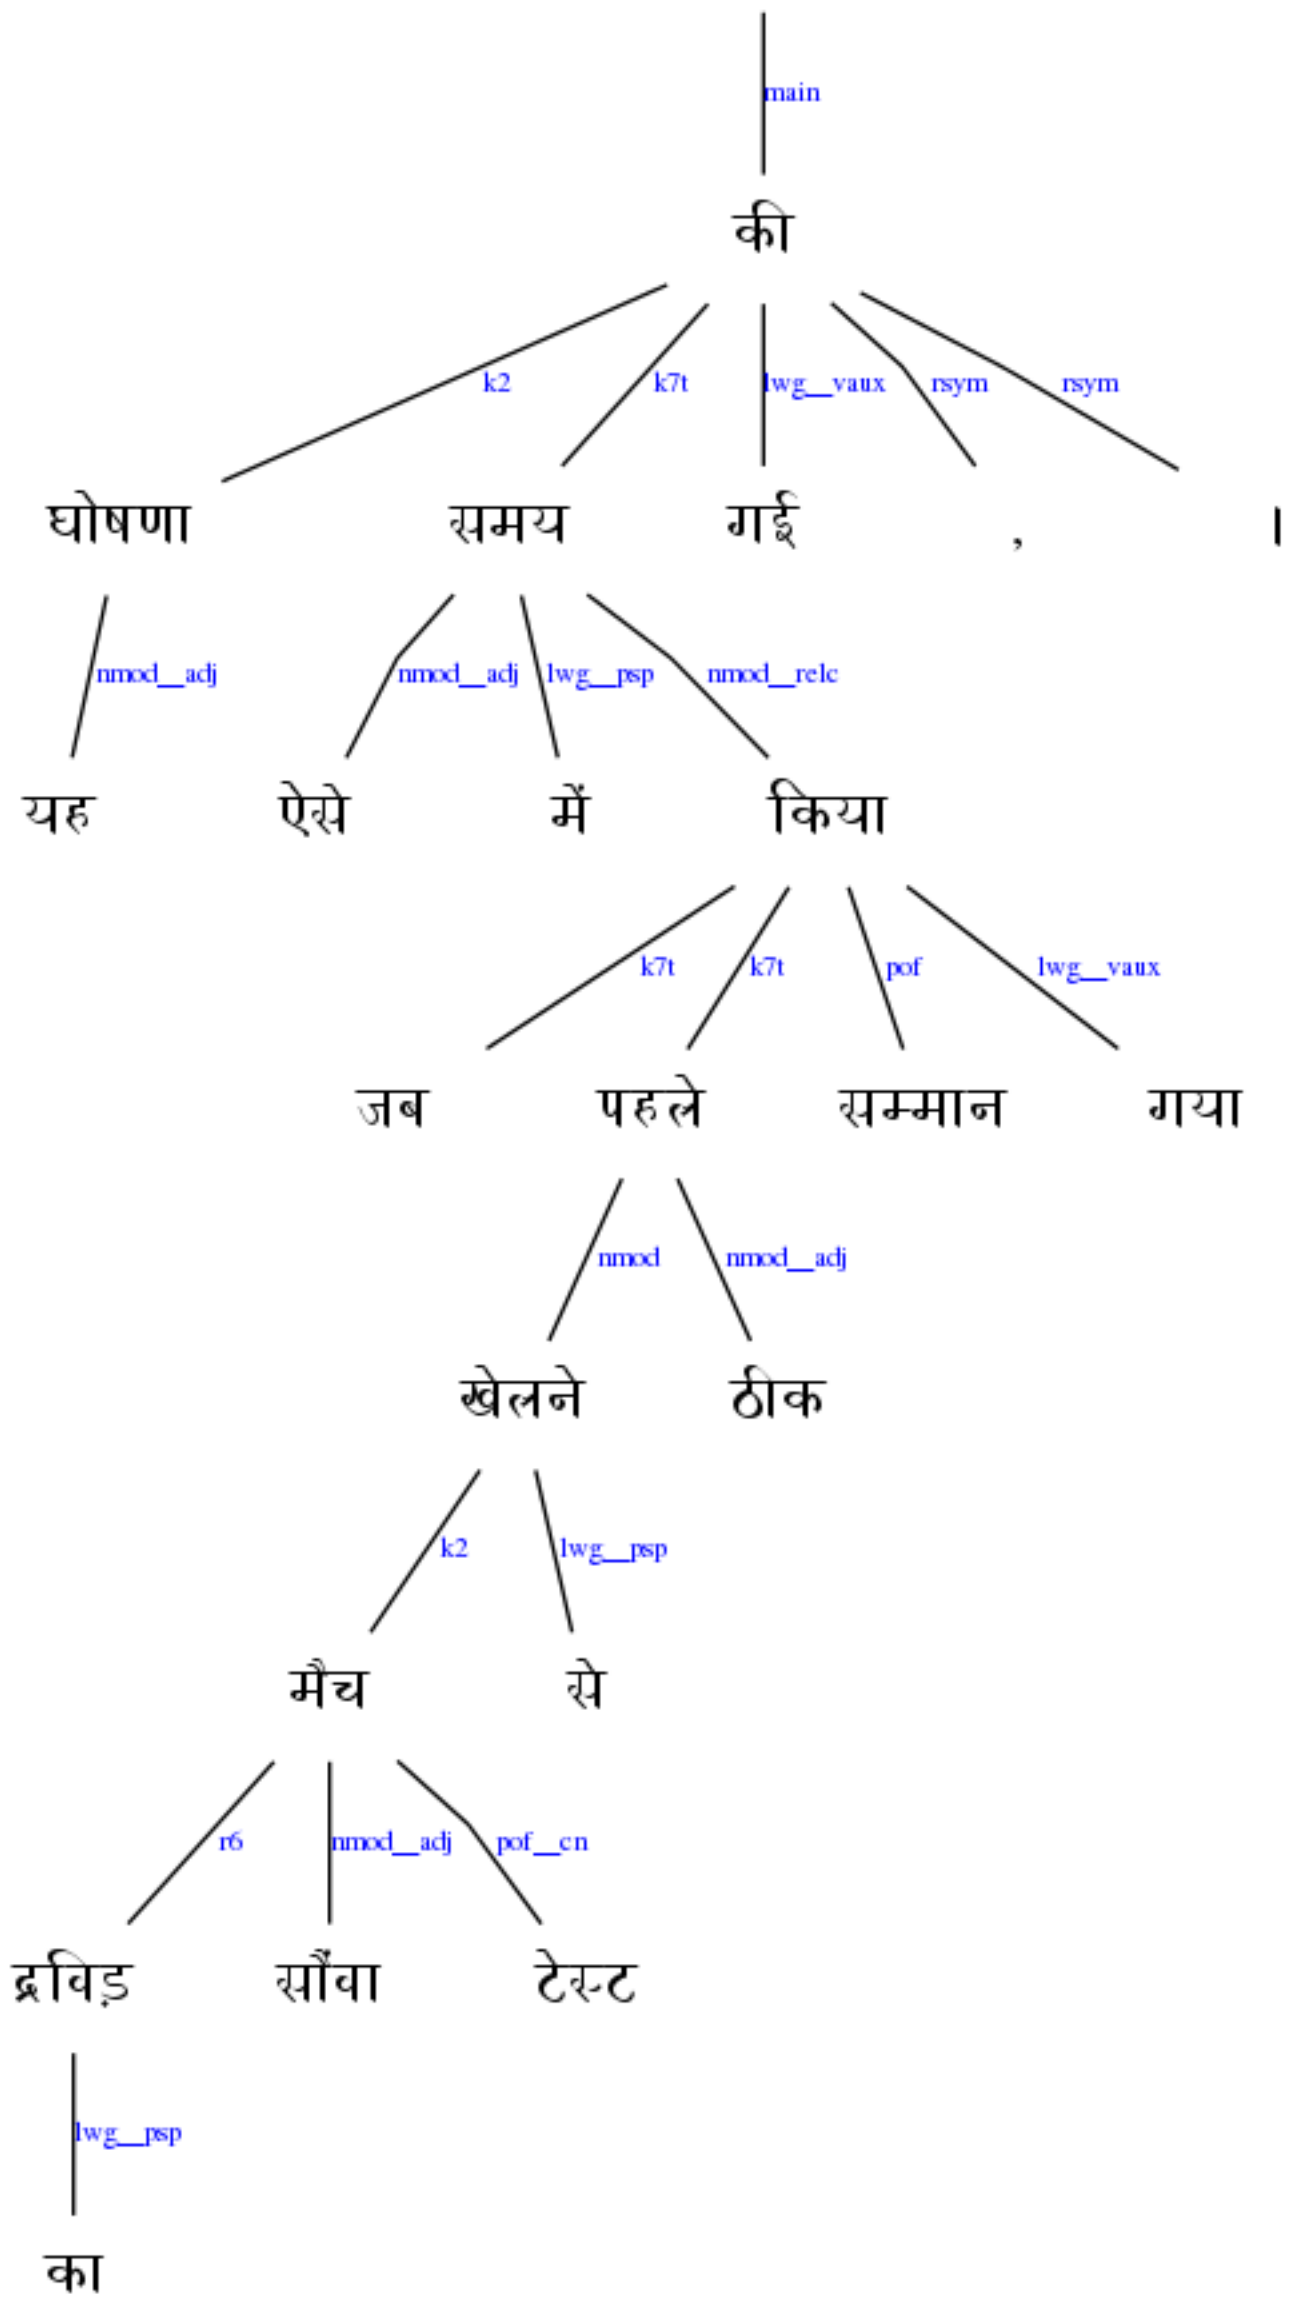 main
की
k2 k7t lwg__vaux rsym rsym
घोषणा समय गई , ।
nmod__adj nmod__adj lwg__psp nmod__relc
यह ऐसे में किया
k7t k7t pof lwg__vaux
जब पहले सम्मान गया
nmod nmod__adj
खेलने ठीक
k2 lwg__psp
मैच से
r6 nmod__adj pof__cn
द्रविड़ सौंवा टेस्ट
lwg__psp
का